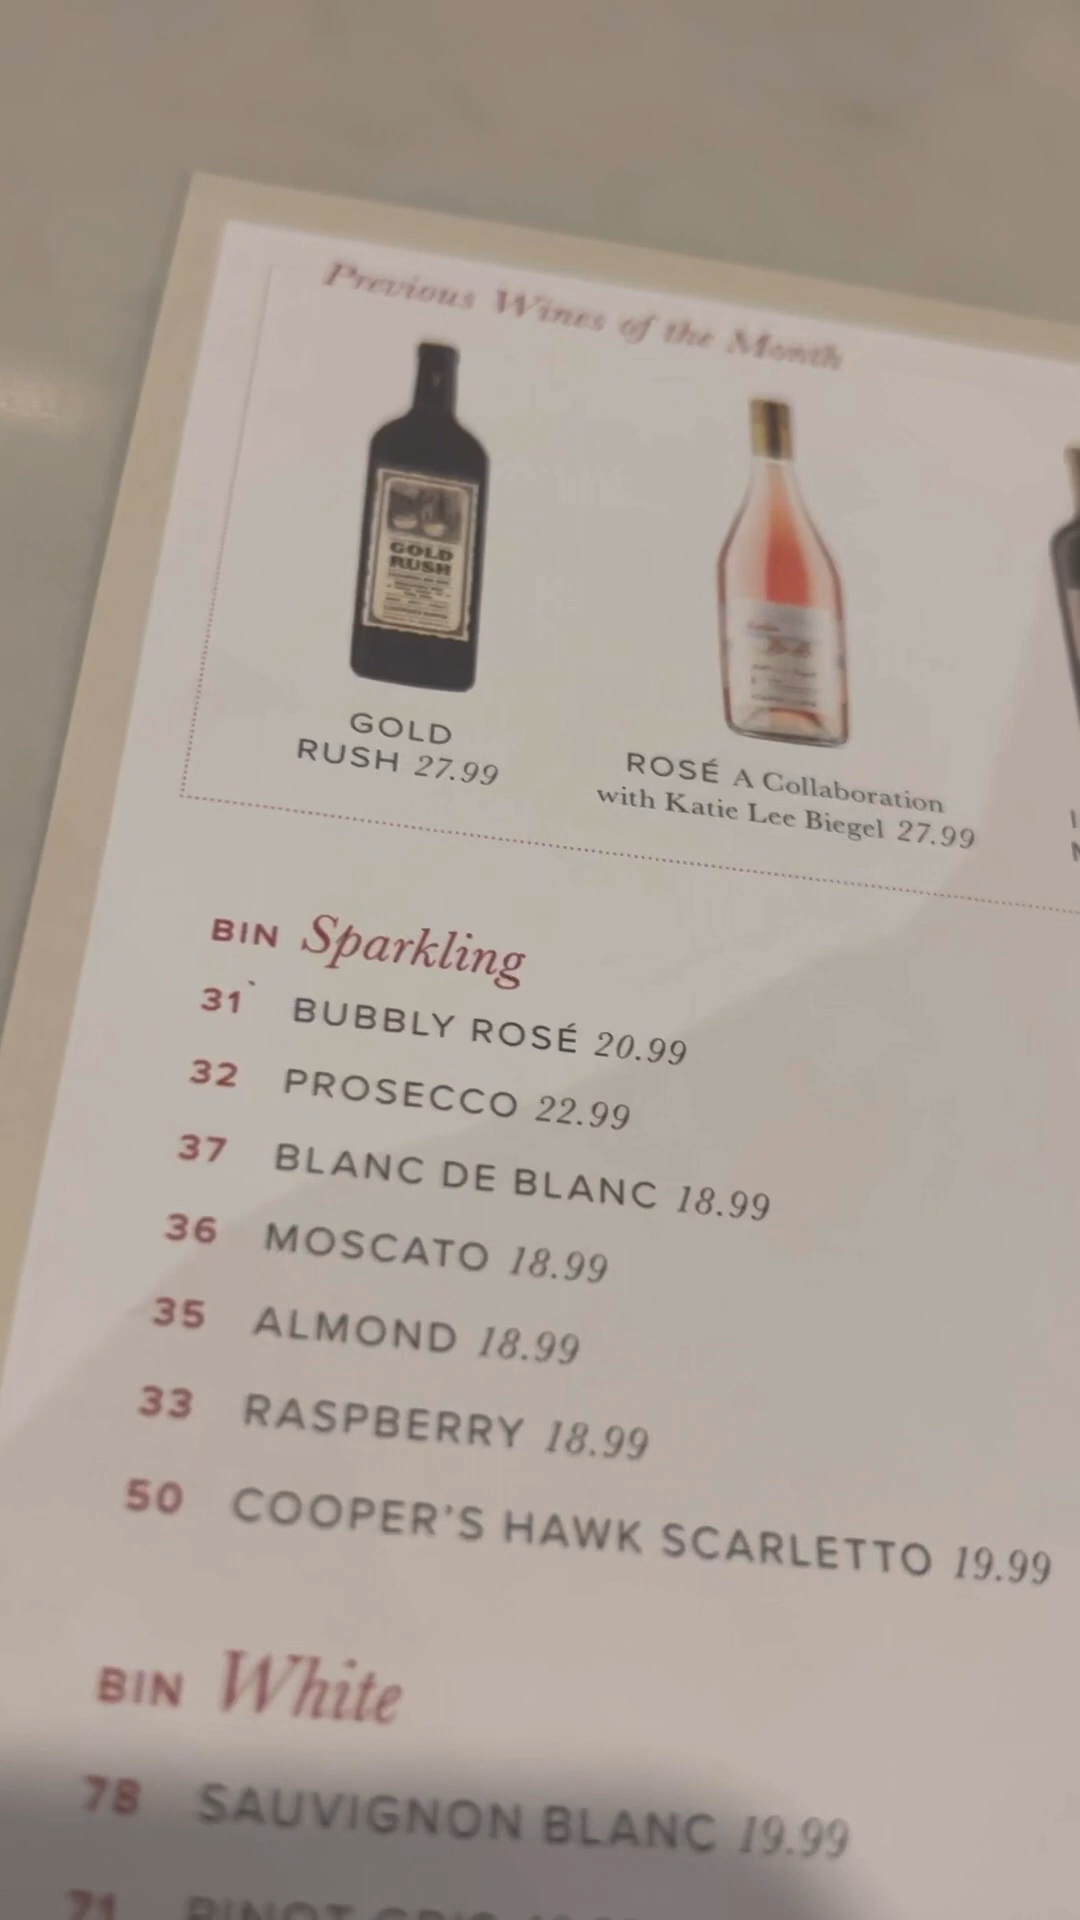 Previous Wines of the Month
GOLD
RUSH
GOLD
RUSH 27.99
ROSÉ A Collaboration
with Katie Lee Biegel 27.99
BIN Sparkling
31 BUBBLY ROSÉ 20.99
32 PROSECCO 22.99
37 BLANC DE BLANC 18.99
36 MOSCATO 18.99
35 ALMOND 18.99
33 RASPBERRY 18.99
50 COOPER'S HAWK SCARLETTO 19.99
BIN White
78 SAUVIGNON BLANC 19.99
71 PINOT GRIS